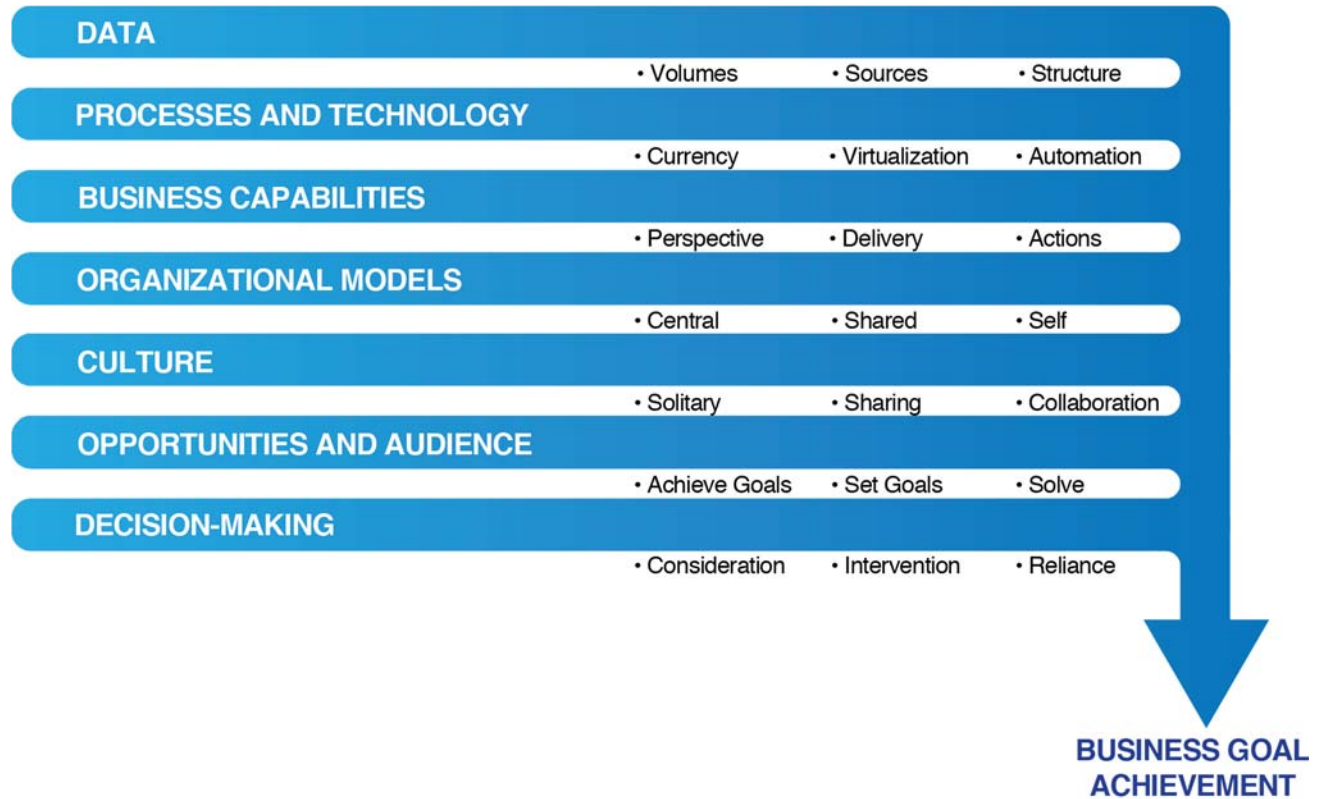 DATA
• Volumes • Sources • Structure
PROCESSES AND TECHNOLOGY
• Currency • Virtualization • Automation
BUSINESS CAPABILITIES
• Perspective • Delivery • Actions
ORGANIZATIONAL MODELS
• Central • Shared • Self
CULTURE
• Solitary • Sharing • Collaboration
OPPORTUNITIES AND AUDIENCE
• Achieve Goals • Set Goals • Solve
DECISION-MAKING
• Consideration • Intervention • Reliance
BUSINESS GOAL
ACHIEVEMENT